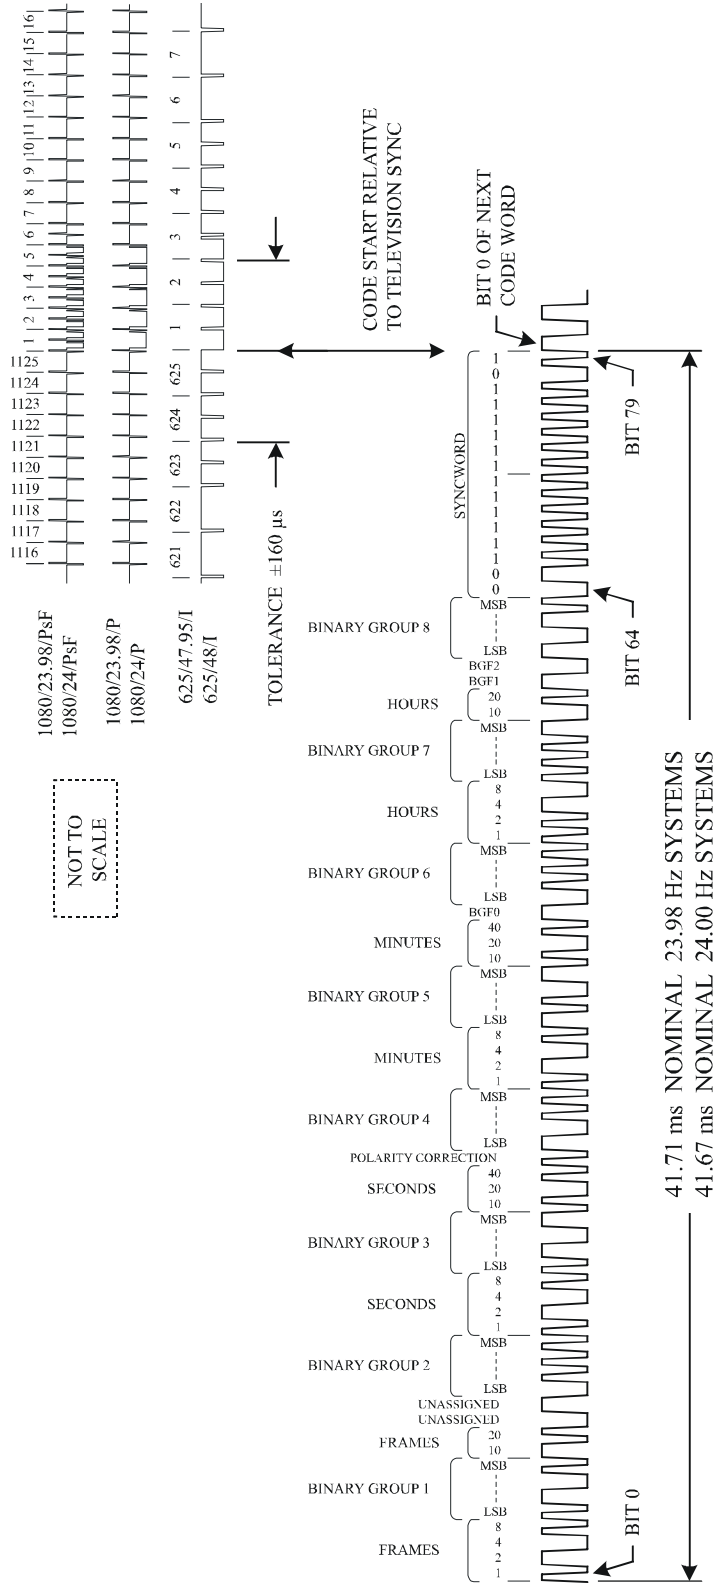 1116 | 1117 | 1118 | 1119 | 1120 | 1121 | 1122 | 1123 | 1124 | 1125 | 1 | 2 | 3 | 4 | 5 | 6 | 7 | 8 | 9 | 10 | 11 | 12 | 13 | 14 | 15 | 16
1080/23.98/PsF
1080/24/PsF
1080/23.98/P
1080/24/P
621 | 622 | 623 | 624 | 625 | 1 | 2 | 3 | 4 | 5 | 6 | 7
625/47.95/I
625/48/I
TOLERANCE ±160 µs
CODE START RELATIVE
TO TELEVISION SYNC
BIT 0 OF NEXT
CODE WORD
NOT TO
SCALE
SYNCWORD
1
0
1
1
1
1
1
1
1
1
1
1
1
1
0
0
BIT 79
BIT 64
BINARY GROUP 8
MSB
LSB
BGF2
BGF1
HOURS
20
10
BINARY GROUP 7
MSB
LSB
HOURS
8
4
2
1
BINARY GROUP 6
MSB
LSB
BGF0
MINUTES
40
20
10
BINARY GROUP 5
MSB
LSB
MINUTES
8
4
2
1
BINARY GROUP 4
MSB
LSB
POLARITY CORRECTION
SECONDS
40
20
10
BINARY GROUP 3
MSB
LSB
SECONDS
8
4
2
1
BINARY GROUP 2
MSB
LSB
UNASSIGNED
UNASSIGNED
FRAMES
20
10
BINARY GROUP 1
MSB
LSB
FRAMES
8
4
2
1
BIT 0
41.71 ms NOMINAL 23.98 Hz SYSTEMS
41.67 ms NOMINAL 24.00 Hz SYSTEMS